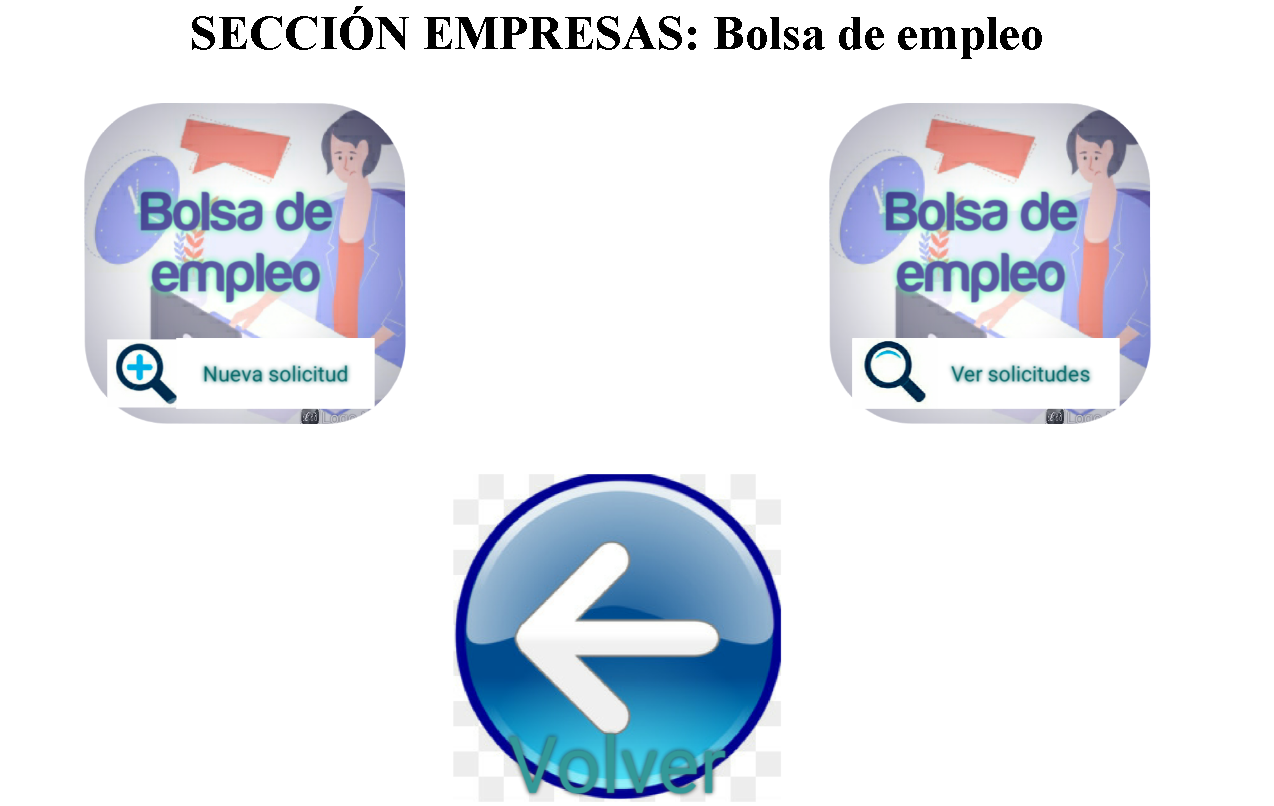 SECCIÓN EMPRESAS: Bolsa de empleo
Bolsa de
empleo
Nueva solicitud
Bolsa de
empleo
Ver solicitudes
Volver